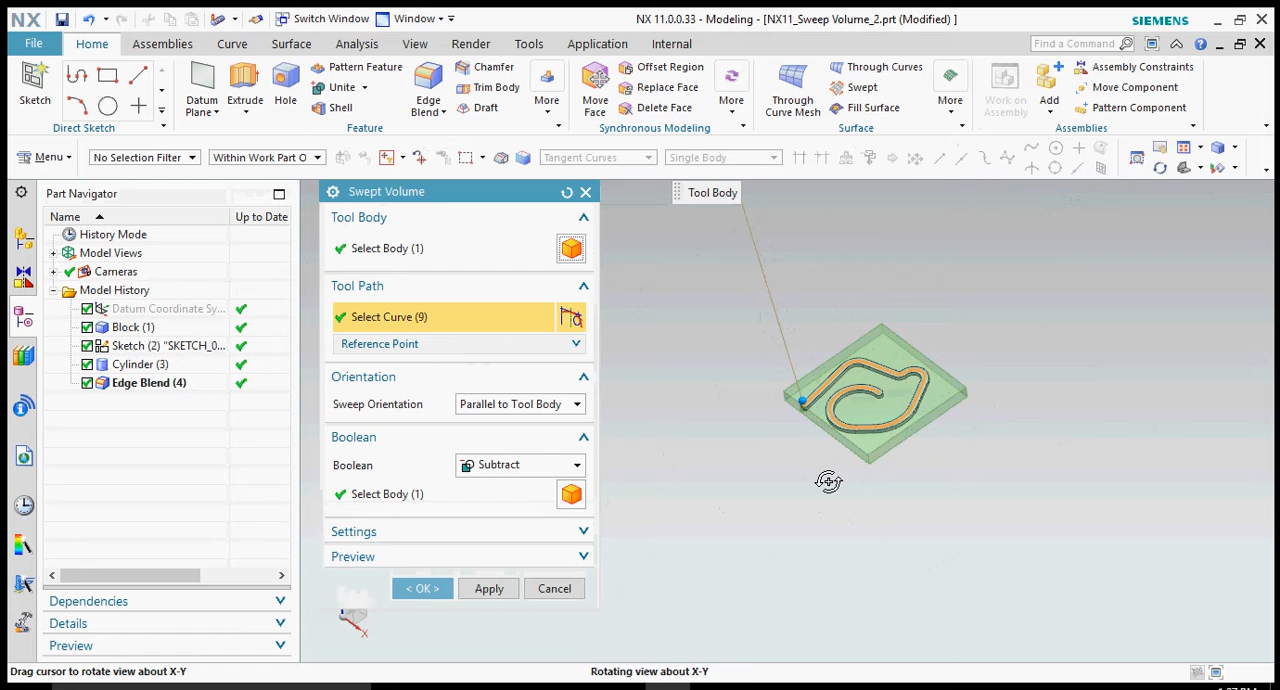 NX Switch Window Window NX 11.0.0.33 - Modeling - [NX11_Sweep Volume_2.prt (Modified) ] SIEMENS
File Home Assemblies Curve Surface Analysis View Render Tools Application Internal Find a Command
Sketch
Direct Sketch
Datum Plane
Extrude
Hole
Pattern Feature
Unite
Shell
Edge Blend
Chamfer
Trim Body
Draft
More
Feature
Move Face
Offset Region
Replace Face
Delete Face
More
Synchronous Modeling
Through Curve Mesh
Through Curves
Swept
Fill Surface
More
Surface
Work on Assembly
Add
Assembly Constraints
Move Component
Pattern Component
Assemblies
Menu No Selection Filter Within Work Part O Tangent Curves Single Body
Part Navigator
Name Up to Date
History Mode
Model Views
Cameras
Model History
Datum Coordinate Sy...
Block (1)
Sketch (2) "SKETCH_0...
Cylinder (3)
Edge Blend (4)
Dependencies
Details
Preview
Swept Volume
Tool Body
Select Body (1)
Tool Path
Select Curve (9)
Reference Point
Orientation
Sweep Orientation Parallel to Tool Body
Boolean
Boolean Subtract
Select Body (1)
Settings
Preview
< OK > Apply Cancel
Tool Body
X
Drag cursor to rotate view about X-Y Rotating view about X-Y